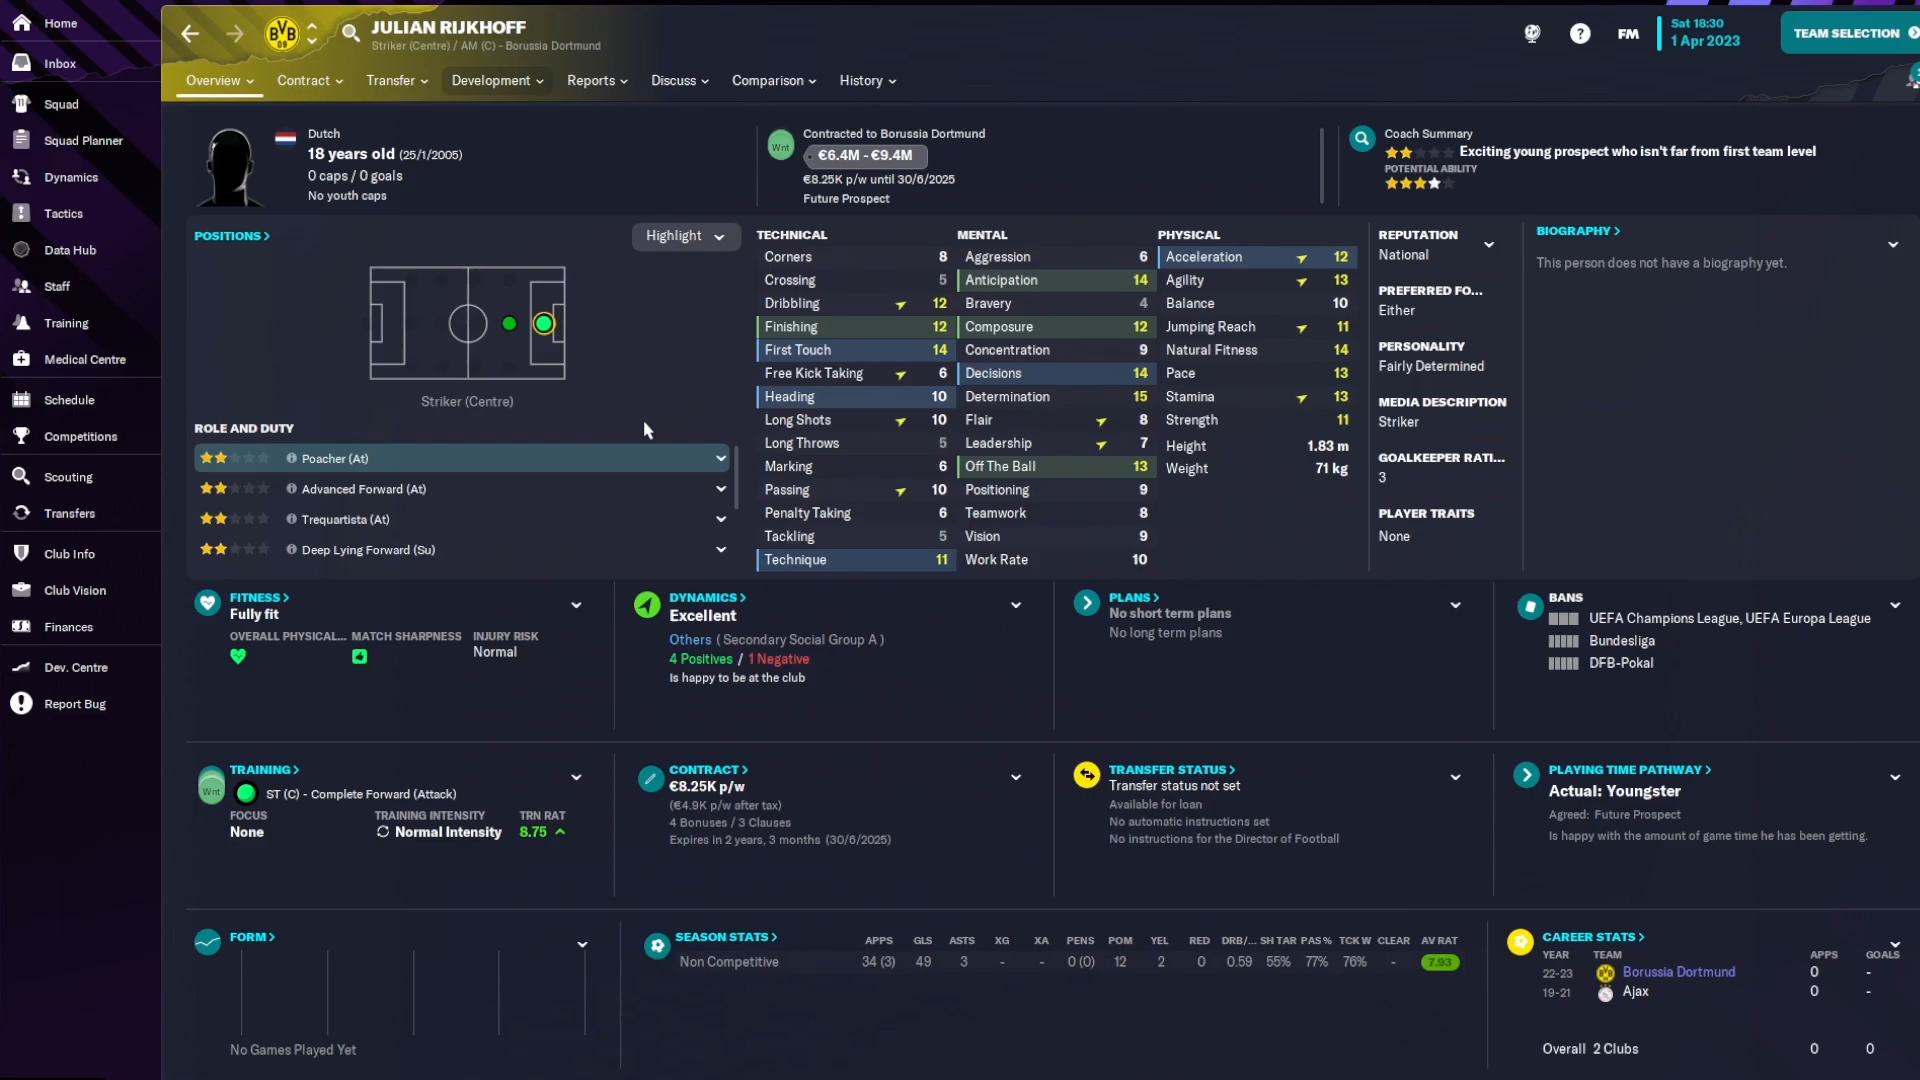 Home
Inbox
Squad
Squad Planner
Dynamics
Tactics
Data Hub
Staff
Training
Medical Centre
Schedule
Competitions
Scouting
Transfers
Club Info
Club Vision
Finances
Dev. Centre
Report Bug
BVB 09
JULIAN RIJKHOFF
Striker (Centre) / AM (C) - Borussia Dortmund
FM
Sat 18:30
1 Apr 2023
TEAM SELECTION
Overview Contract Transfer Development Reports Discuss Comparison History
Dutch
18 years old (25/1/2005)
0 caps / 0 goals
No youth caps
Wnt
Contracted to Borussia Dortmund
€6.4M - €9.4M
€8.25K p/w until 30/6/2025
Future Prospect
Coach Summary
Exciting young prospect who isn't far from first team level
POTENTIAL ABILITY
POSITIONS >
Highlight
Striker (Centre)
ROLE AND DUTY
Poacher (At)
Advanced Forward (At)
Trequartista (At)
Deep Lying Forward (Su)
TECHNICAL
Corners 8
Crossing 5
Dribbling 12
Finishing 12
First Touch 14
Free Kick Taking 6
Heading 10
Long Shots 10
Long Throws 5
Marking 6
Passing 10
Penalty Taking 6
Tackling 5
Technique 11
MENTAL
Aggression 6
Anticipation 14
Bravery 4
Composure 12
Concentration 9
Decisions 14
Determination 15
Flair 8
Leadership 7
Off The Ball 13
Positioning 9
Teamwork 8
Vision 9
Work Rate 10
PHYSICAL
Acceleration 12
Agility 13
Balance 10
Jumping Reach 11
Natural Fitness 14
Pace 13
Stamina 13
Strength 11
Height 1.83 m
Weight 71 kg
REPUTATION
National
PREFERRED FO...
Either
PERSONALITY
Fairly Determined
MEDIA DESCRIPTION
Striker
GOALKEEPER RATI...
3
PLAYER TRAITS
None
BIOGRAPHY >
This person does not have a biography yet.
FITNESS >
Fully fit
OVERALL PHYSICAL... MATCH SHARPNESS INJURY RISK
Normal
DYNAMICS >
Excellent
Others ( Secondary Social Group A )
4 Positives / 1 Negative
Is happy to be at the club
PLANS >
No short term plans
No long term plans
BANS
UEFA Champions League, UEFA Europa League
Bundesliga
DFB-Pokal
TRAINING >
Wnt
ST (C) - Complete Forward (Attack)
FOCUS TRAINING INTENSITY TRN RAT
None Normal Intensity 8.75
CONTRACT >
€8.25K p/w
(€4.9K p/w after tax)
4 Bonuses / 3 Clauses
Expires in 2 years, 3 months (30/6/2025)
TRANSFER STATUS >
Transfer status not set
Available for loan
No automatic instructions set
No instructions for the Director of Football
PLAYING TIME PATHWAY >
Actual: Youngster
Agreed: Future Prospect
Is happy with the amount of game time he has been getting.
FORM >
No Games Played Yet
SEASON STATS > APPS GLS ASTS XG XA PENS POM YEL RED DRB/... SH TAR PAS % TCK W CLEAR AV RAT
Non Competitive 34 (3) 49 3 - - 0 (0) 12 2 0 0.59 55% 77% 76% - 7.93
CAREER STATS >
YEAR TEAM APPS GOALS
22-23 Borussia Dortmund 0 -
19-21 Ajax 0 -
Overall 2 Clubs 0 0